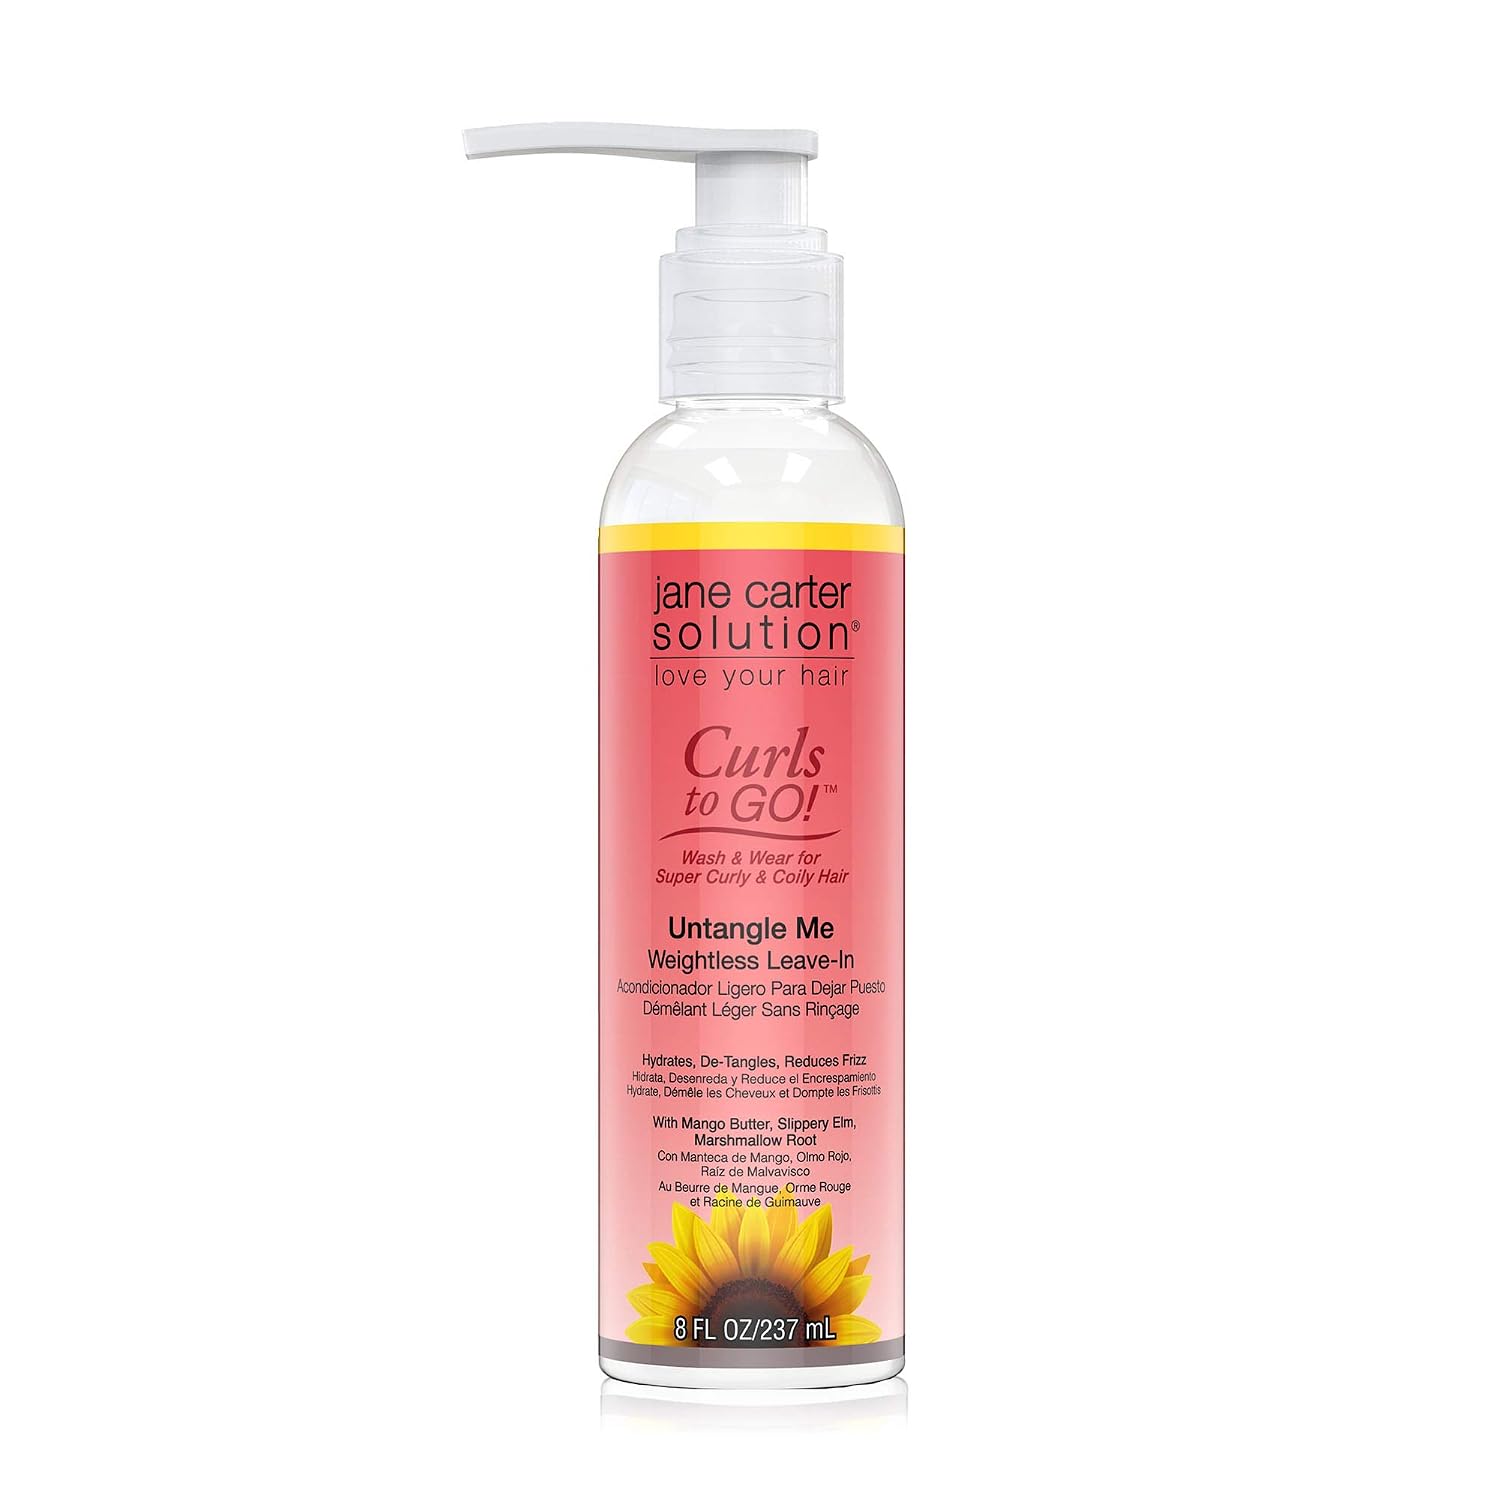 jane carter
solution®
love your hair
Curls
to GO!™
Wash & Wear for
Super Curly & Coily Hair
Untangle Me
Weightless Leave-In
Acondicionador Ligero Para Dejar Puesto
Démêlant Léger Sans Rinçage
Hydrates, De-Tangles, Reduces Frizz
Hidrata, Desenreda y Reduce el Encrespamiento
Hydrate, Démêle les Cheveux et Dompte les Frisottis
With Mango Butter, Slippery Elm,
Marshmallow Root
Con Manteca de Mango, Olmo Rojo,
Raíz de Malvavisco
Au Beurre de Mangue, Orme Rouge
et Racine de Guimauve
8 FL OZ/237 mL